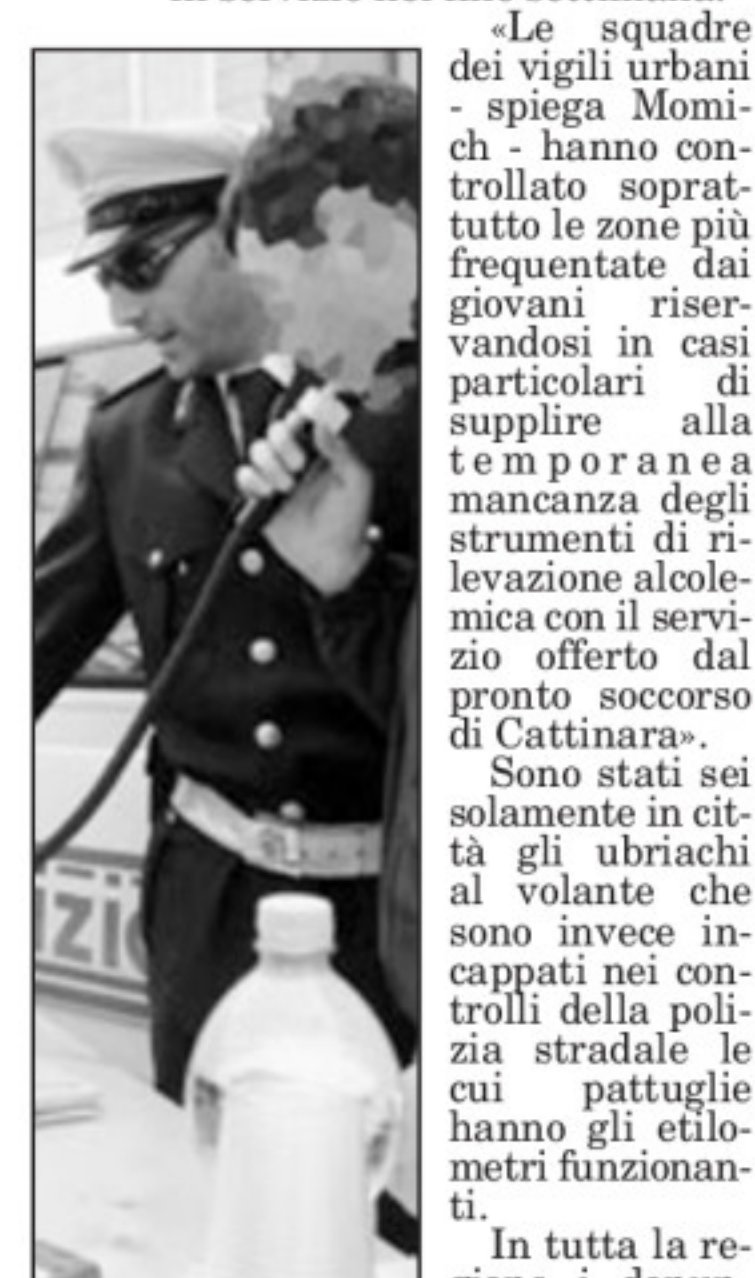 «Le squadre
dei vigili urbani
- spiega Momi-
ch - hanno con-
trollato soprat-
tutto le zone più
frequentate dai
giovani riser-
vandosi in casi
particolari di
supplire alla
temporanea
mancanza degli
strumenti di ri-
levazione alcole-
mica con il servi-
zio offerto dal
pronto soccorso
di Cattinara».
Sono stati sei
solamente in cit-
tà gli ubriachi
al volante che
sono invece in-
cappati nei con-
trolli della poli-
zia stradale le
cui pattuglie
hanno gli etilo-
metri funzionan-
ti.
In tutta la re-